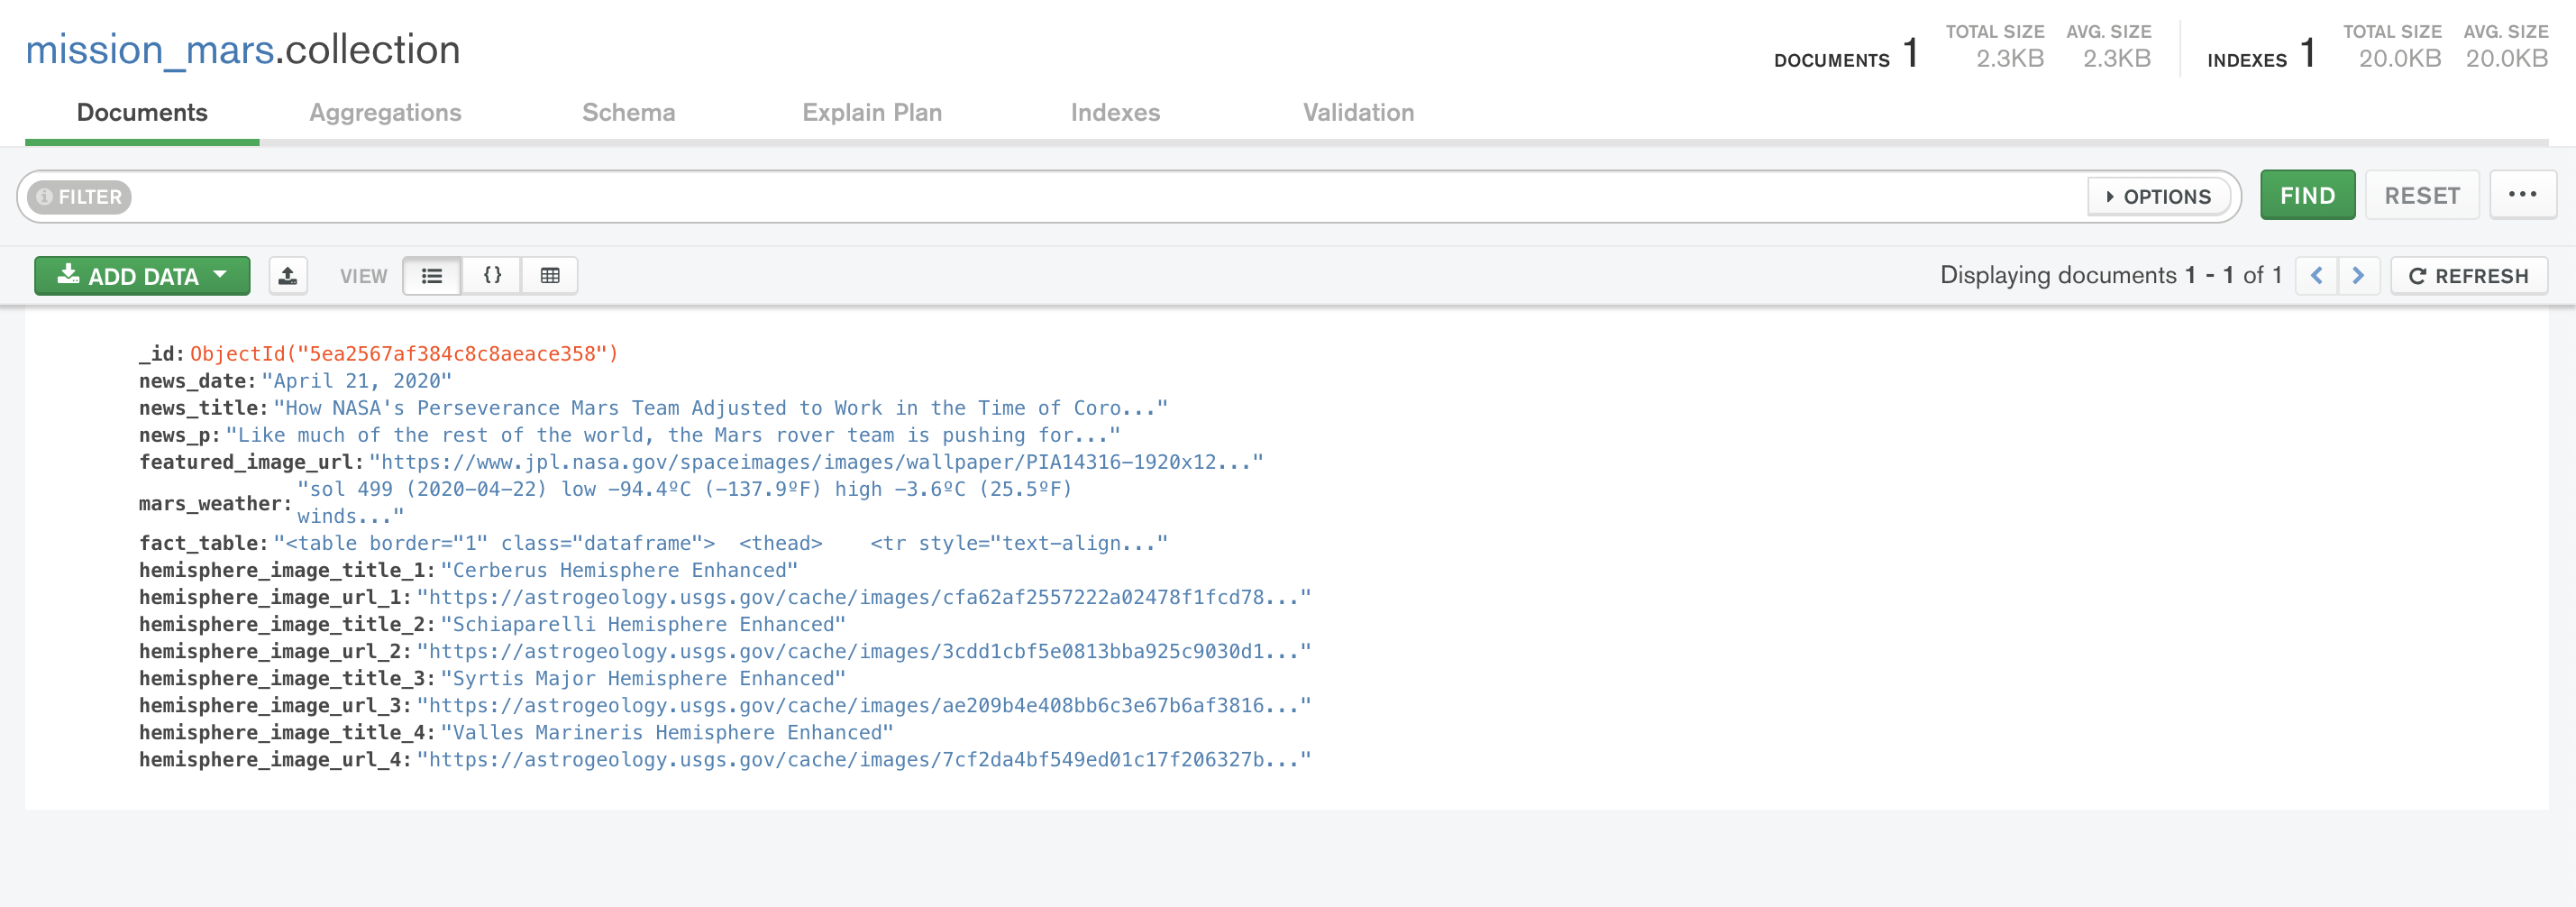 mission_mars.collection
DOCUMENTS 1 TOTAL SIZE 2.3KB AVG. SIZE 2.3KB INDEXES 1 TOTAL SIZE 20.0KB AVG. SIZE 20.0KB
Documents Aggregations Schema Explain Plan Indexes Validation
FILTER OPTIONS FIND RESET ...
ADD DATA VIEW {} Displaying documents 1 - 1 of 1 < > REFRESH
_id: ObjectId("5ea2567af384c8c8aeace358")
news_date: "April 21, 2020"
news_title: "How NASA's Perseverance Mars Team Adjusted to Work in the Time of Coro..."
news_p: "Like much of the rest of the world, the Mars rover team is pushing for..."
featured_image_url: "https://www.jpl.nasa.gov/spaceimages/images/wallpaper/PIA14316-1920x12..."
mars_weather: "sol 499 (2020-04-22) low -94.4ºC (-137.9ºF) high -3.6ºC (25.5ºF)
winds..."
fact_table: "<table border="1" class="dataframe">  <thead>    <tr style="text-align..."
hemisphere_image_title_1: "Cerberus Hemisphere Enhanced"
hemisphere_image_url_1: "https://astrogeology.usgs.gov/cache/images/cfa62af2557222a02478f1fcd78..."
hemisphere_image_title_2: "Schiaparelli Hemisphere Enhanced"
hemisphere_image_url_2: "https://astrogeology.usgs.gov/cache/images/3cdd1cbf5e0813bba925c9030d1..."
hemisphere_image_title_3: "Syrtis Major Hemisphere Enhanced"
hemisphere_image_url_3: "https://astrogeology.usgs.gov/cache/images/ae209b4e408bb6c3e67b6af3816..."
hemisphere_image_title_4: "Valles Marineris Hemisphere Enhanced"
hemisphere_image_url_4: "https://astrogeology.usgs.gov/cache/images/7cf2da4bf549ed01c17f206327b..."